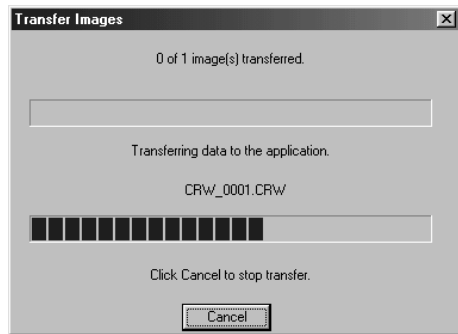 Transfer Images
0 of 1 image(s) transferred.
Transferring data to the application.
CRW_0001.CRW
Click Cancel to stop transfer.
Cancel